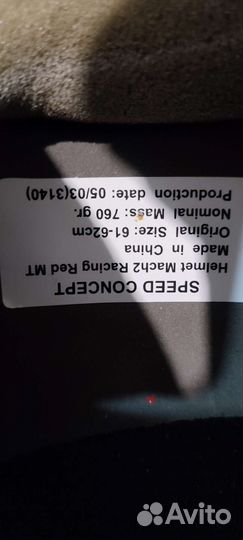 SPEED CONCEPT
Helmet Mach2 Racing Red MT
Made in China
Original Size: 61-62cm
Nominal Mass: 760 gr.
Production date: 05/03(3140)
Avito